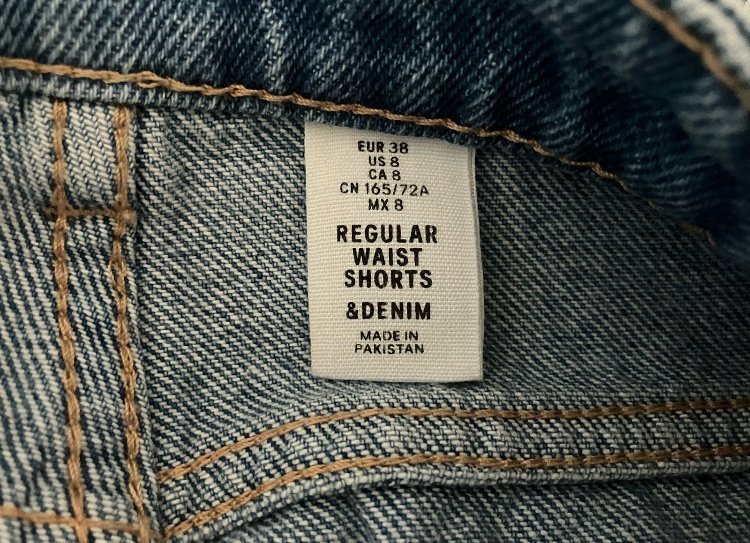 EUR 38
US 8
CA 8
CN 165/72A
MX 8
REGULAR
WAIST
SHORTS
&DENIM
MADE IN
PAKISTAN